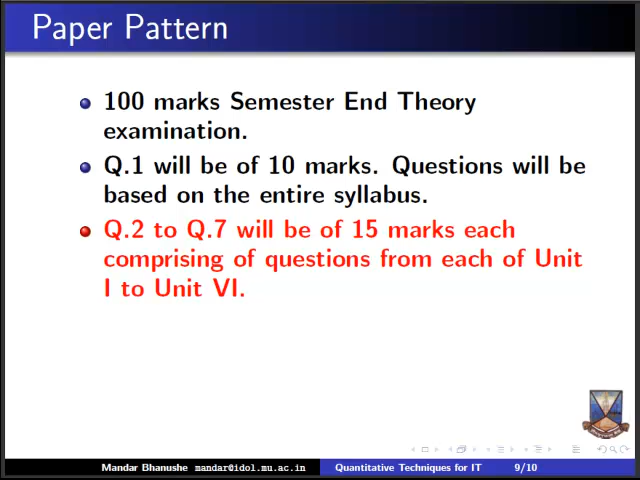 Paper Pattern
100 marks Semester End Theory
examination.
Q.1 will be of 10 marks. Questions will be
based on the entire syllabus.
Q.2 to Q.7 will be of 15 marks each
comprising of questions from each of Unit
I to Unit VI.
Mandar Bhanushe mandar@idol.mu.ac.in Quantitative Techniques for IT 9/10